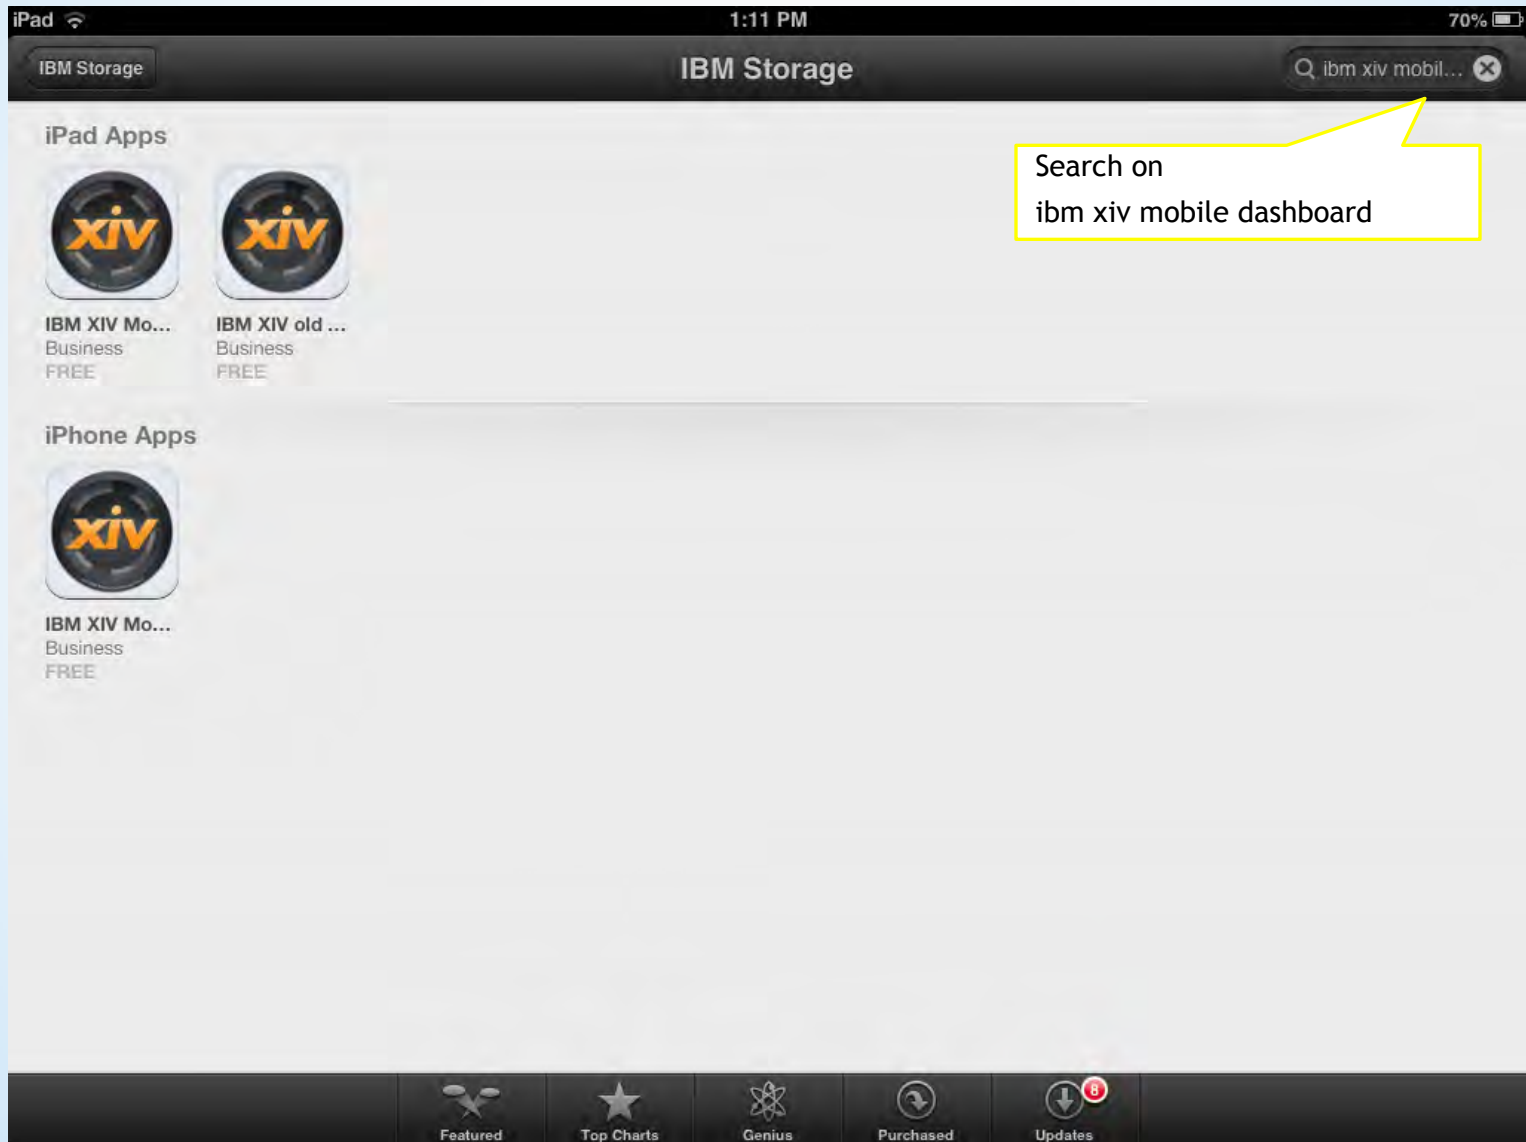 iPad 1:11 PM 70%
IBM Storage IBM Storage ibm xiv mobil...
iPad Apps
Search on
ibm xiv mobile dashboard
xiv xiv
IBM XIV Mo... IBM XIV old ...
Business Business
FREE FREE
iPhone Apps
xiv
IBM XIV Mo...
Business
FREE
8
Featured Top Charts Genius Purchased Updates